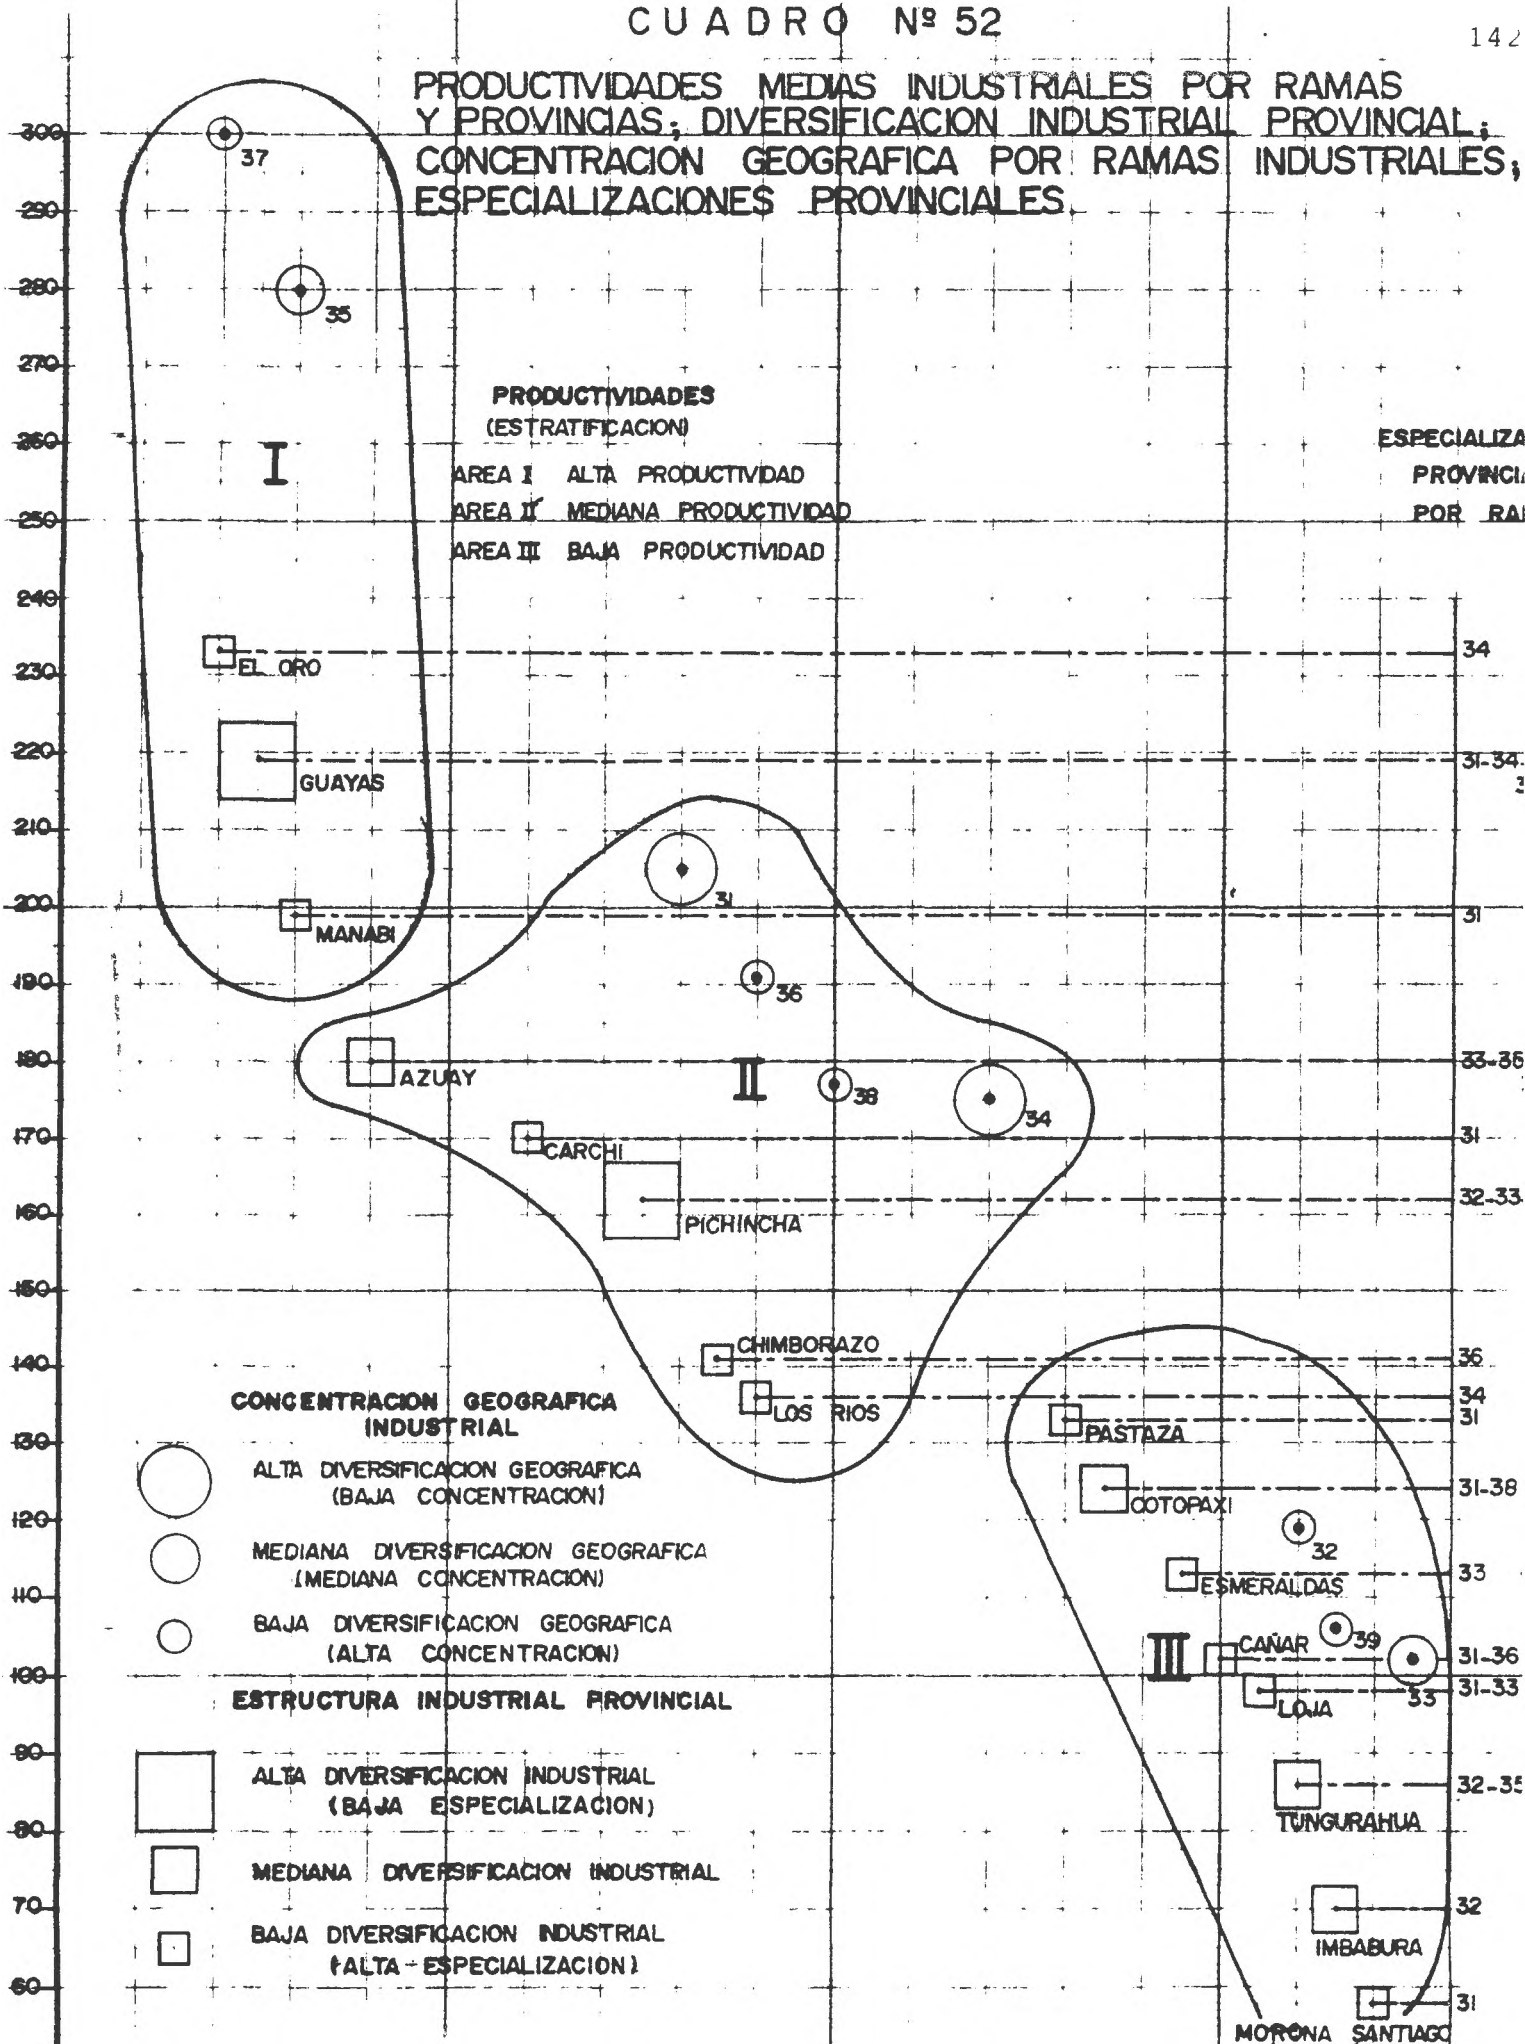 CUADRO Nº 52
142
PRODUCTIVIDADES MEDIAS INDUSTRIALES POR RAMAS
Y PROVINCIAS; DIVERSIFICACION INDUSTRIAL PROVINCIAL;
CONCENTRACION GEOGRAFICA POR RAMAS INDUSTRIALES;
ESPECIALIZACIONES PROVINCIALES
300
37
290
280
35
270
PRODUCTIVIDADES
(ESTRATIFICACION)
260
I
ESPECIALIZA
PROVINCIA
POR RA
AREA I ALTA PRODUCTIVIDAD
AREA II MEDIANA PRODUCTIVIDAD
AREA III BAJA PRODUCTIVIDAD
250
240
EL ORO
34
230
220
GUAYAS
31-34
3
210
31
200
MANABI
31
190
36
180
AZUAY
II
38
34
33-36
170
CARCHI
31
160
PICHINCHA
32-33
150
CHIMBORAZO
36
140
LOS RIOS
34
PASTAZA
31
130
CONCENTRACION GEOGRAFICA
INDUSTRIAL
ALTA DIVERSIFICACION GEOGRAFICA
(BAJA CONCENTRACION)
COTOPAXI
31-38
120
32
MEDIANA DIVERSIFICACION GEOGRAFICA
(MEDIANA CONCENTRACION)
ESMERALDAS
33
110
BAJA DIVERSIFICACION GEOGRAFICA
(ALTA CONCENTRACION)
39
III
CAÑAR
31-36
100
33
LOJA
31-33
ESTRUCTURA INDUSTRIAL PROVINCIAL
90
ALTA DIVERSIFICACION INDUSTRIAL
(BAJA ESPECIALIZACION)
32-35
TUNGURAHUA
80
MEDIANA DIVERSIFICACION INDUSTRIAL
70
32
IMBABURA
BAJA DIVERSIFICACION INDUSTRIAL
(ALTA-ESPECIALIZACION)
60
31
MORONA SANTIAGO